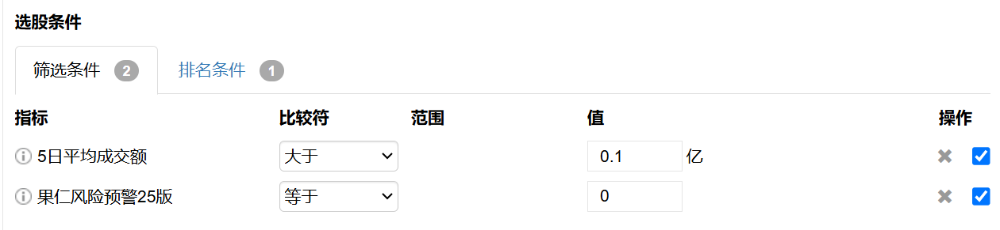 选股条件
筛选条件 2 排名条件 1
指标 比较符 范围 值 操作
5日平均成交额 大于 0.1 亿
果仁风险预警25版 等于 0